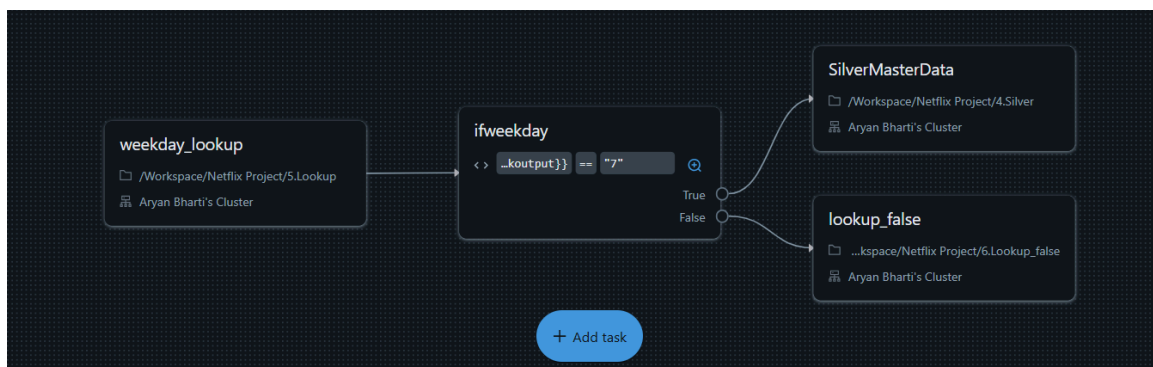 weekday_lookup
/Workspace/Netflix Project/5.Lookup
Aryan Bharti's Cluster
ifweekday
<> …koutput}} == "7"
True
False
SilverMasterData
/Workspace/Netflix Project/4.Silver
Aryan Bharti's Cluster
lookup_false
...kspace/Netflix Project/6.Lookup_false
Aryan Bharti's Cluster
+ Add task